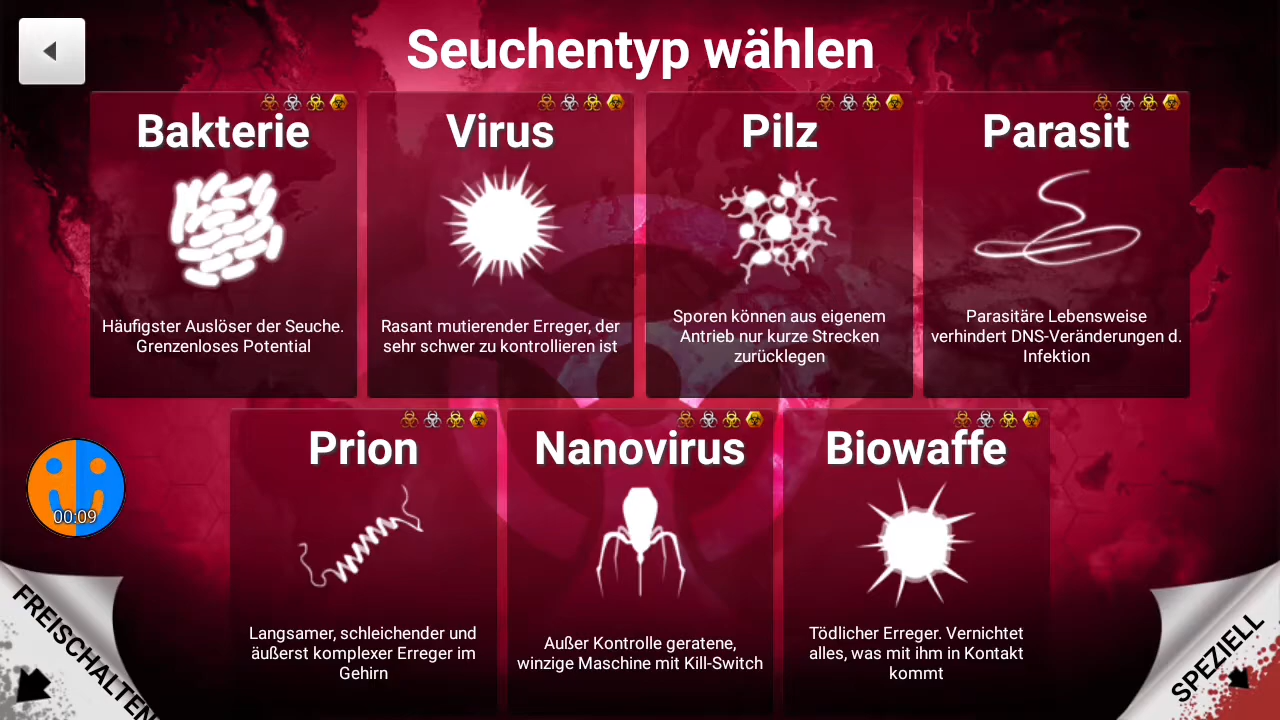 Seuchentyp wählen
Bakterie
Häufigster Auslöser der Seuche.
Grenzenloses Potential
Virus
Rasant mutierender Erreger, der
sehr schwer zu kontrollieren ist
Pilz
Sporen können aus eigenem
Antrieb nur kurze Strecken
zurücklegen
Parasit
Parasitäre Lebensweise
verhindert DNS-Veränderungen d.
Infektion
Prion
Langsamer, schleichender und
äußerst komplexer Erreger im
Gehirn
Nanovirus
Außer Kontrolle geratene,
winzige Maschine mit Kill-Switch
Biowaffe
Tödlicher Erreger. Vernichtet
alles, was mit ihm in Kontakt
kommt
00:09
FREISCHALTEN
SPEZIELL